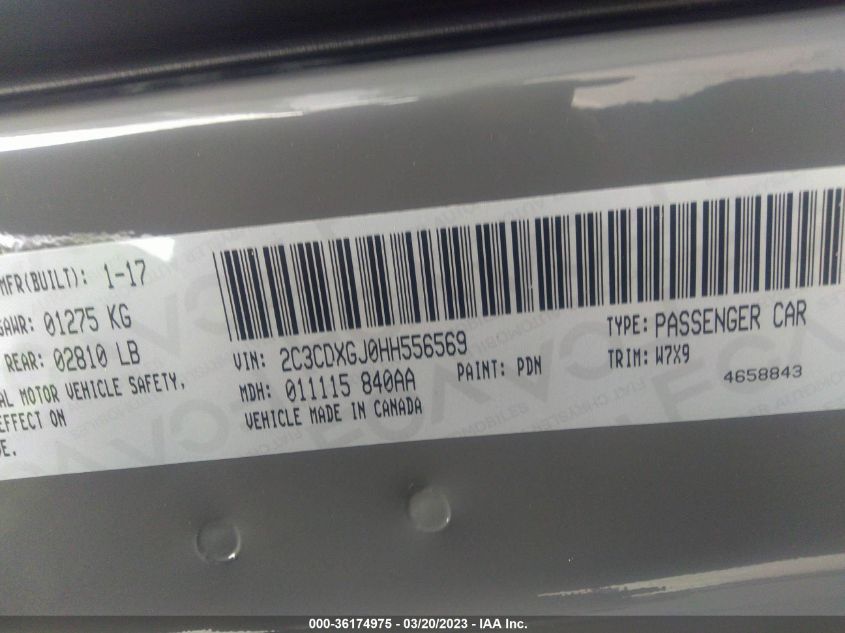 MFR(BUILT): 1-17
GAWR: 01275 KG
REAR: 02810 LB
AL MOTOR VEHICLE SAFETY,
EFFECT ON
VIN: 2C3CDXGJ0HH556569
MDH: 011115 840AA
PAINT: PDN
VEHICLE MADE IN CANADA
TYPE: PASSENGER CAR
TRIM: W7X9
4658843
000-36174975 - 03/20/2023 - IAA Inc.